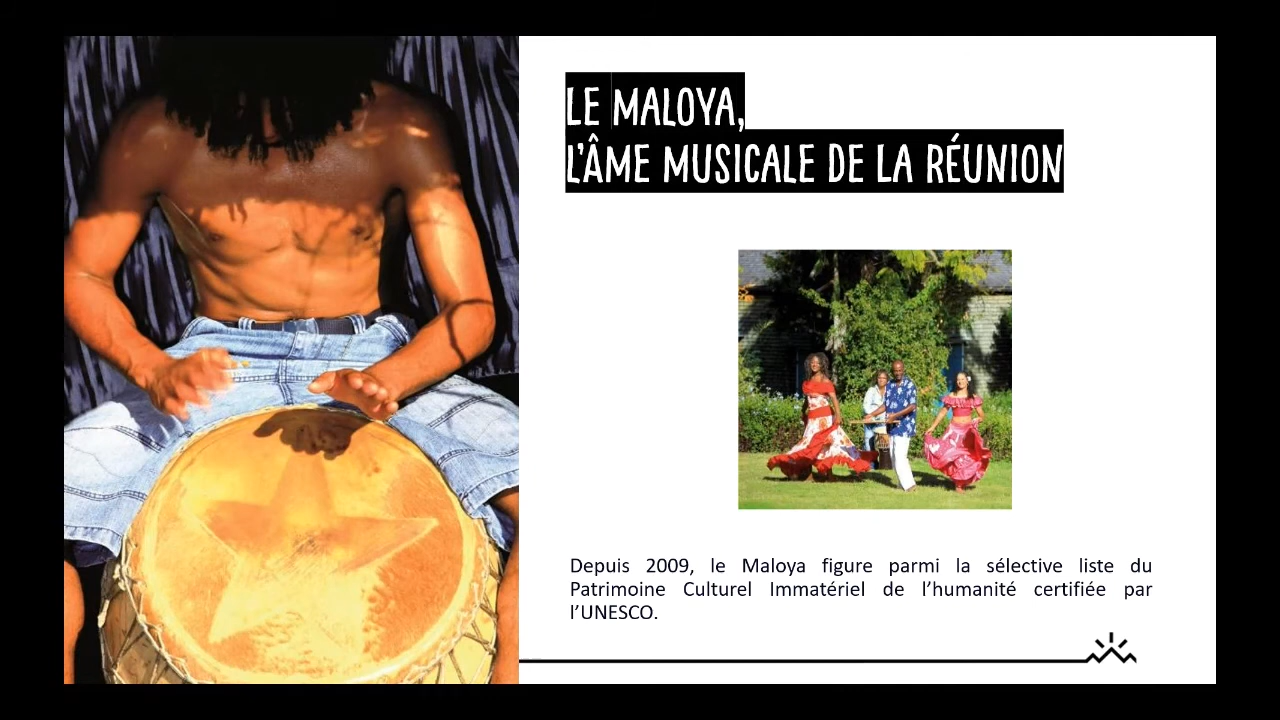 LE MALOYA,
L'ÂME MUSICALE DE LA RÉUNION
Depuis 2009, le Maloya figure parmi la sélective liste du
Patrimoine Culturel Immatériel de l'humanité certifiée par
l'UNESCO.